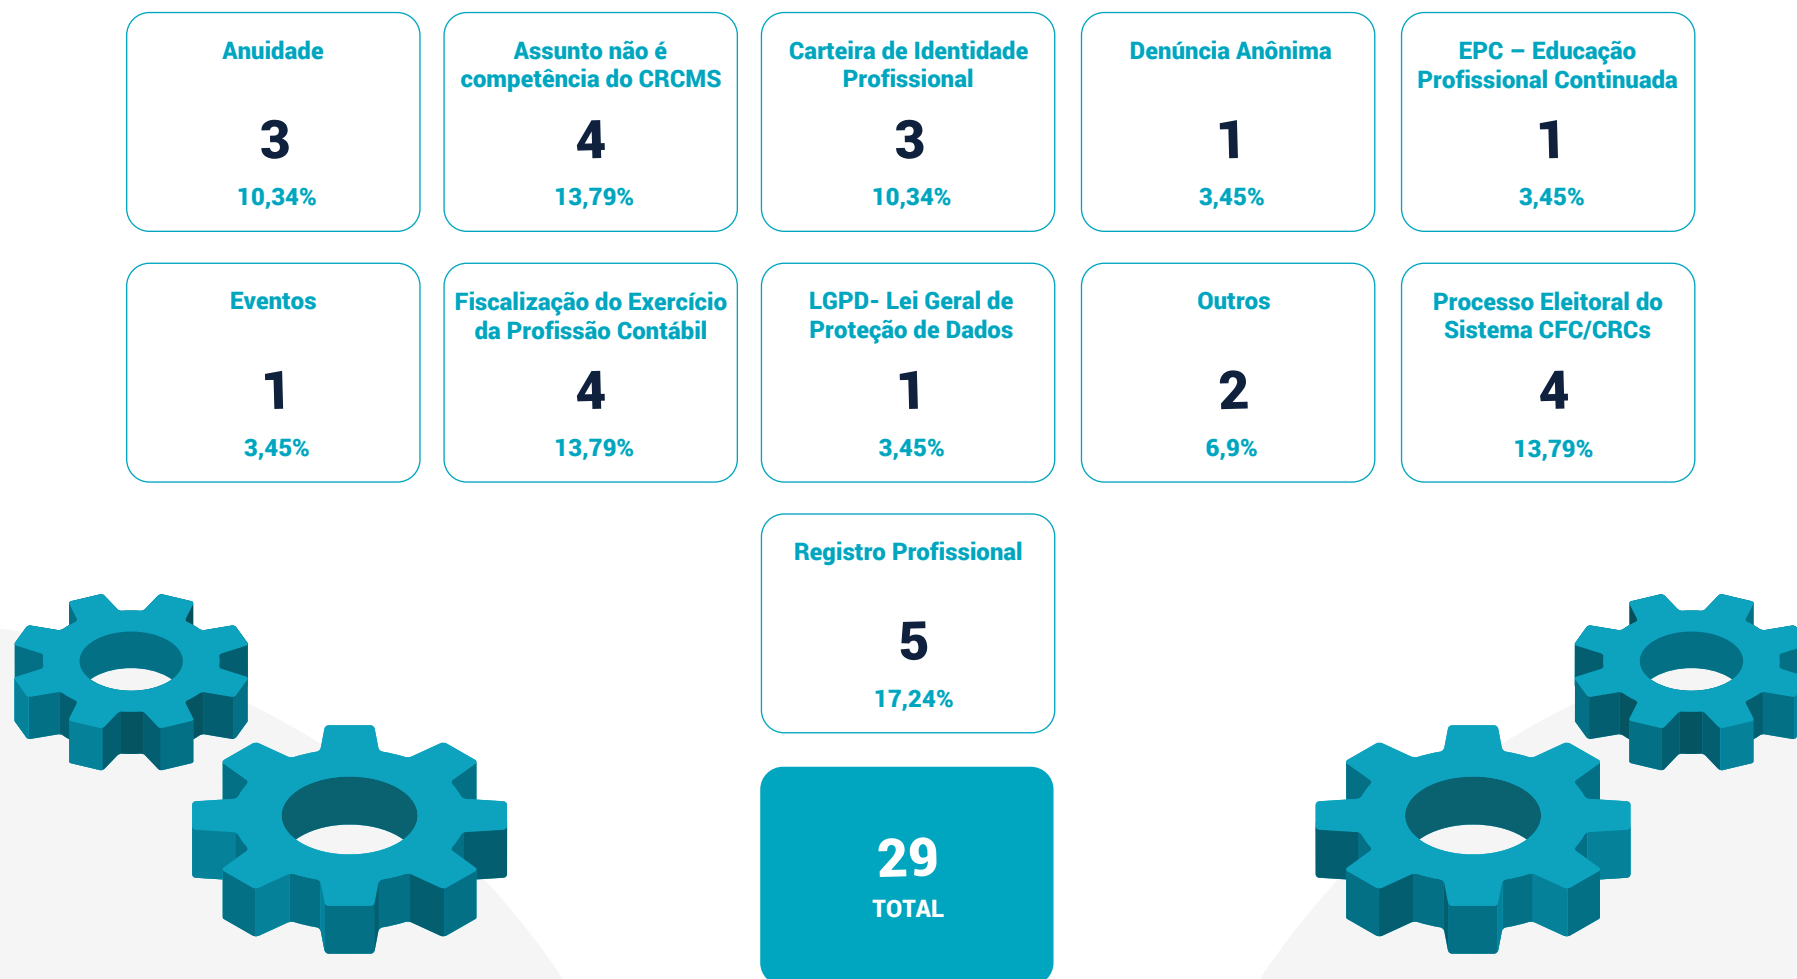 Anuidade
3
10,34%
Assunto não é
competência do CRCMS
4
13,79%
Carteira de Identidade
Profissional
3
10,34%
Denúncia Anônima
1
3,45%
EPC – Educação
Profissional Continuada
1
3,45%
Eventos
1
3,45%
Fiscalização do Exercício
da Profissão Contábil
4
13,79%
LGPD- Lei Geral de
Proteção de Dados
1
3,45%
Outros
2
6,9%
Processo Eleitoral do
Sistema CFC/CRCs
4
13,79%
Registro Profissional
5
17,24%
29
TOTAL